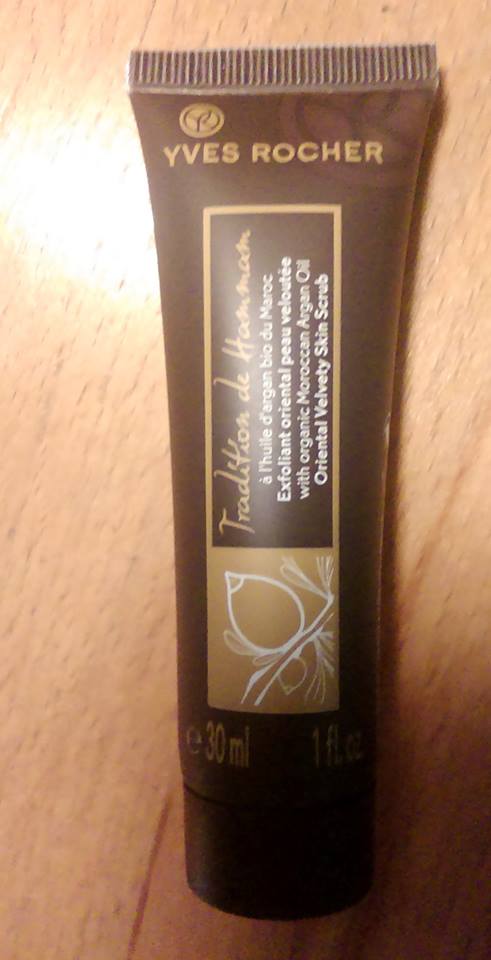 YVES ROCHER
Tradition de Hammam
à l'huile d'argan bio du Maroc
Exfoliant oriental peau veloutée
with organic Moroccan Argan Oil
Oriental Velvety Skin Scrub
e 30 ml 1 fl. oz